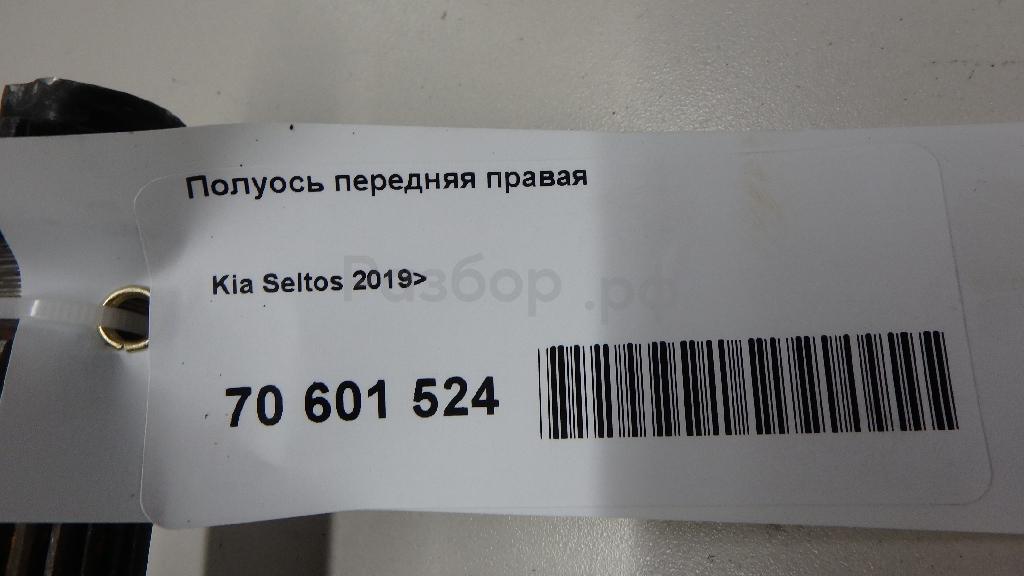 Полуось передняя правая
Kia Seltos 2019>
Разбор.рф
70 601 524